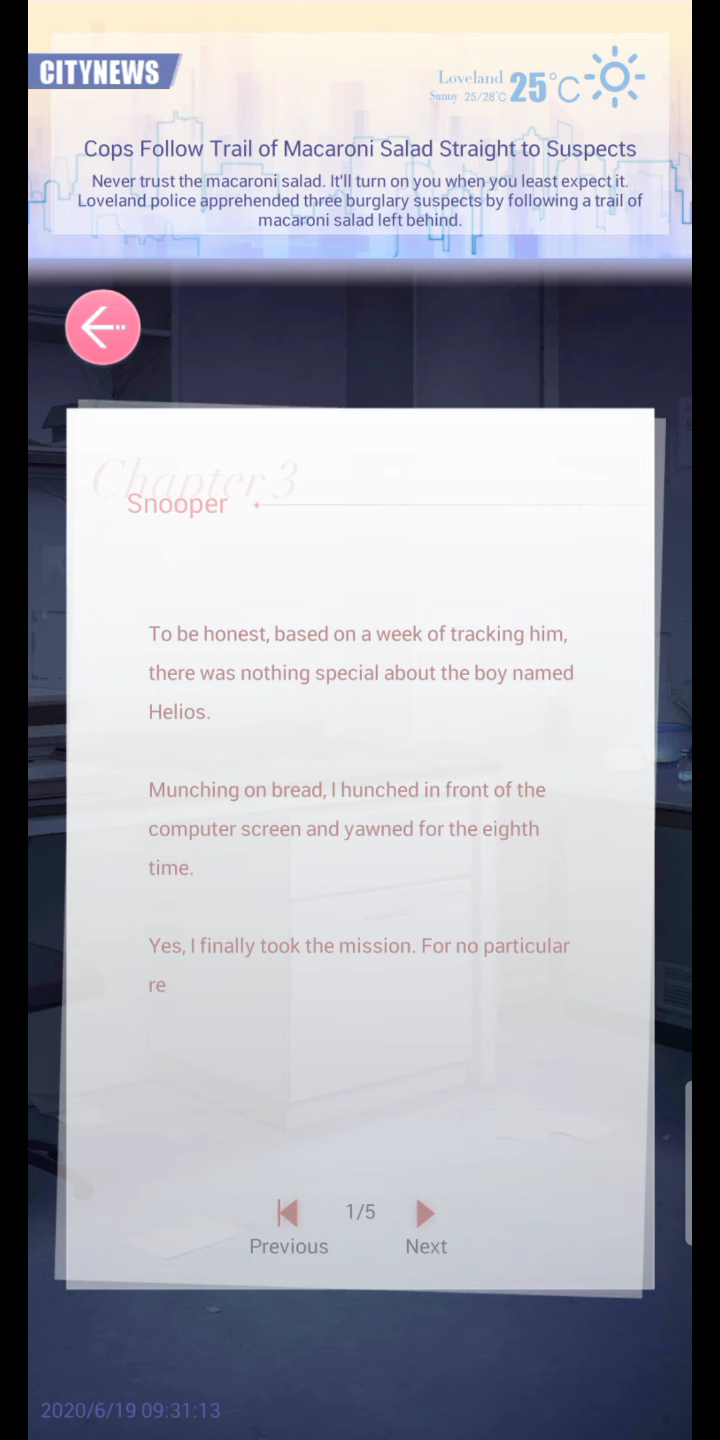 CITYNEWS
Loveland
Sunny 25/28°C 25°C
Cops Follow Trail of Macaroni Salad Straight to Suspects
Never trust the macaroni salad. It'll turn on you when you least expect it.
Loveland police apprehended three burglary suspects by following a trail of
macaroni salad left behind.
Chapter 3
Snooper
To be honest, based on a week of tracking him,
there was nothing special about the boy named
Helios.
Munching on bread, I hunched in front of the
computer screen and yawned for the eighth
time.
Yes, I finally took the mission. For no particular
re
1/5
Previous Next
2020/6/19 09:31:13